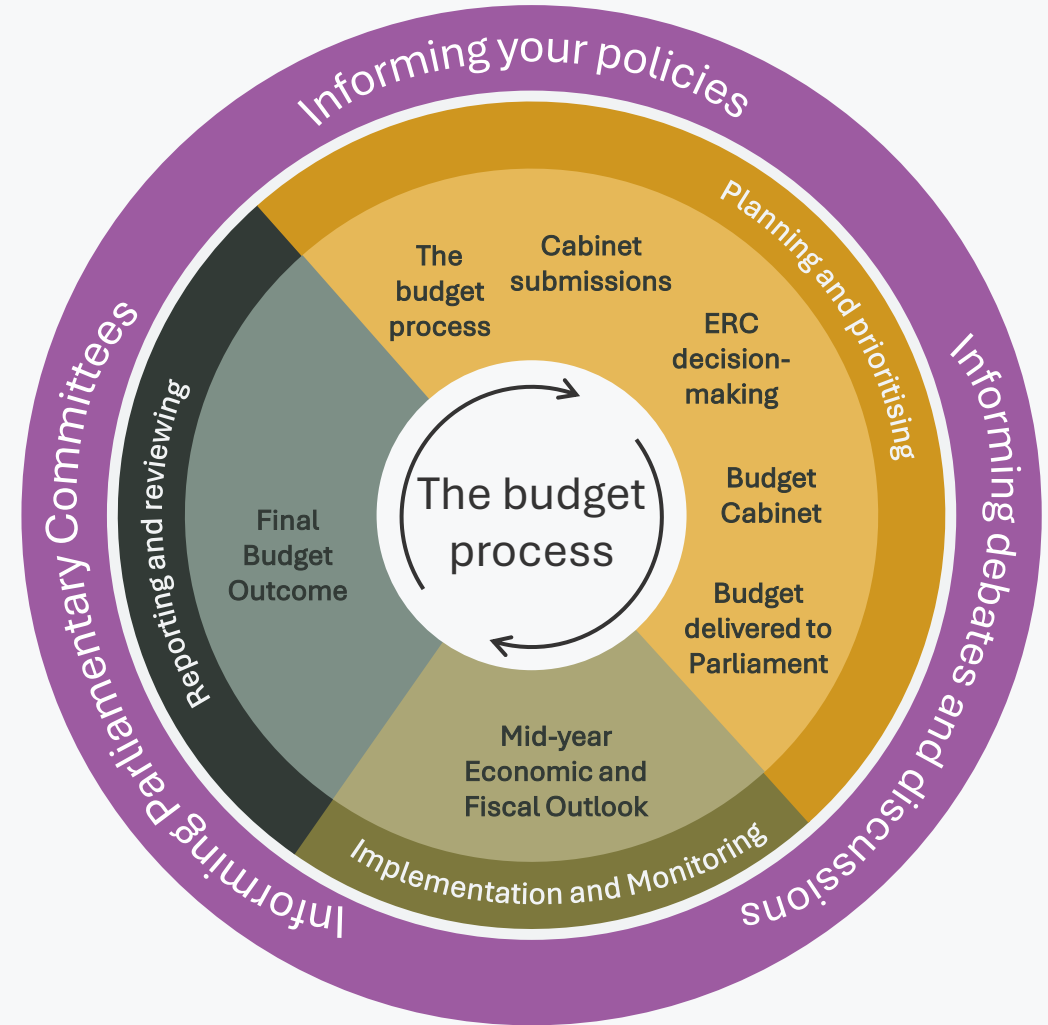 Informing your policies
Informing debates and discussions
Informing Parliamentary Committees
Planning and prioritising
The
budget
process
Cabinet
submissions
ERC
decision-
making
Budget
Cabinet
Budget
delivered to
Parliament
Implementation and Monitoring
Mid-year
Economic and
Fiscal Outlook
Reporting and reviewing
Final
Budget
Outcome
The budget
process